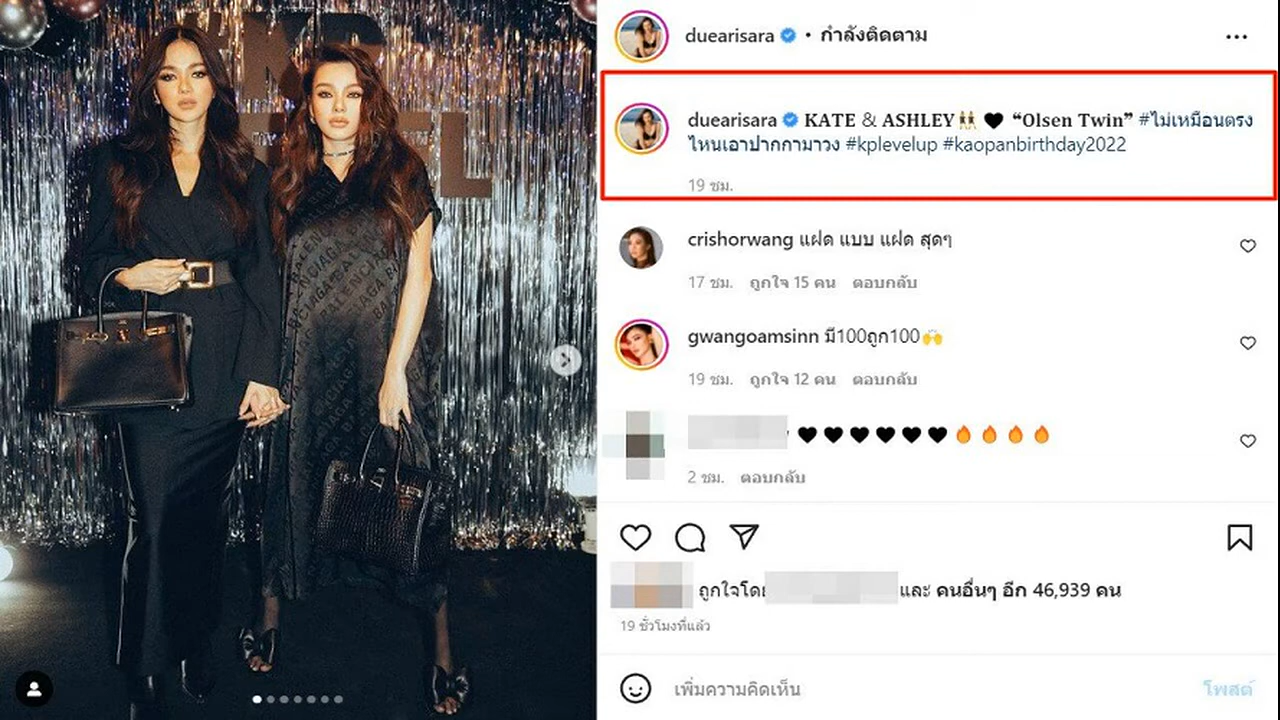 duearisara • กำลังติดตาม
duearisara KATE & ASHLEY👯 🖤 “Olsen Twin” #ไม่เหมือนตรง
ไหนเอาปากกามาวง #kplevelup #kaopanbirthday2022
19 ชม.
crishorwang แฝด แบบ แฝด สุดๆ
17 ชม. ถูกใจ 15 คน ตอบกลับ
gwangoamsinn มี100ถูก100🙌
19 ชม. ถูกใจ 12 คน ตอบกลับ
🖤🖤🖤🖤🖤🖤🔥🔥🔥🔥
2 ชม. ตอบกลับ
ถูกใจโดย และ คนอื่นๆ อีก 46,939 คน
19 ชั่วโมงที่แล้ว
เพิ่มความคิดเห็น
โพสต์